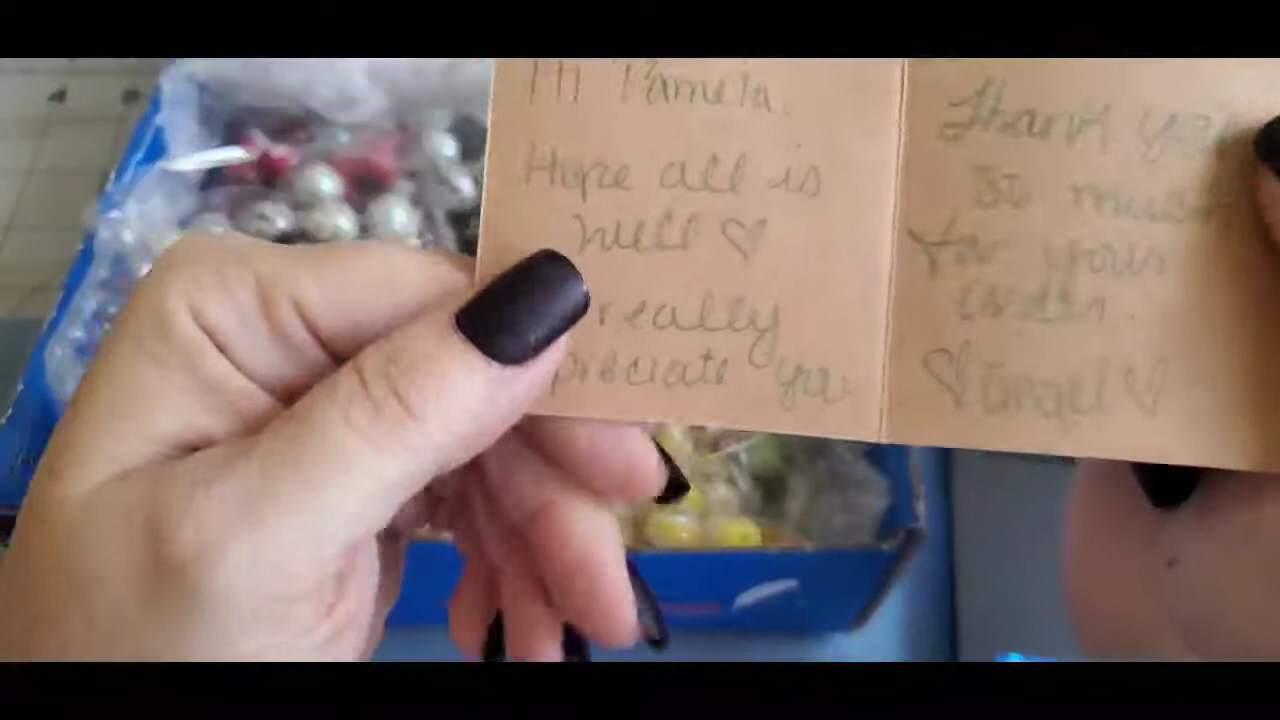 Hi Pamela.
Hope all is
well ♡
really
preciate you
Thank you
so much
for your
order.
♡ Angel ♡